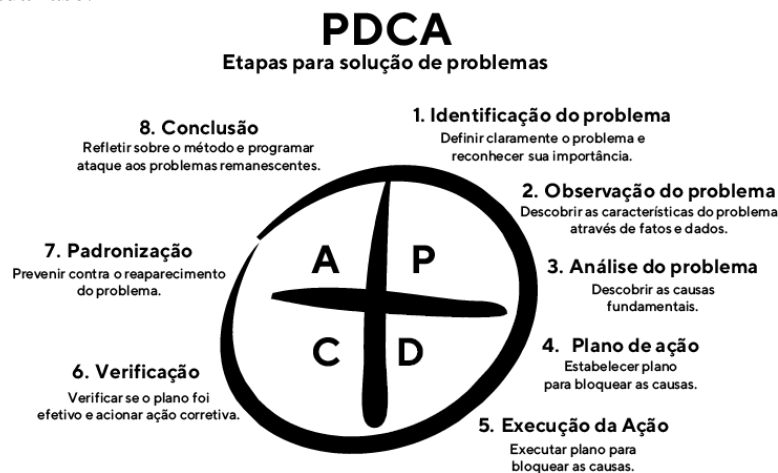 PDCA
Etapas para solução de problemas
1. Identificação do problema
Definir claramente o problema e
reconhecer sua importância.
2. Observação do problema
Descobrir as características do problema
através de fatos e dados.
3. Análise do problema
Descobrir as causas
fundamentais.
4. Plano de ação
Estabelecer plano
para bloquear as causas.
5. Execução da Ação
Executar plano para
bloquear as causas.
6. Verificação
Verificar se o plano foi
efetivo e acionar ação corretiva.
7. Padronização
Prevenir contra o reaparecimento
do problema.
8. Conclusão
Refletir sobre o método e programar
ataque aos problemas remanescentes.
A P
C D